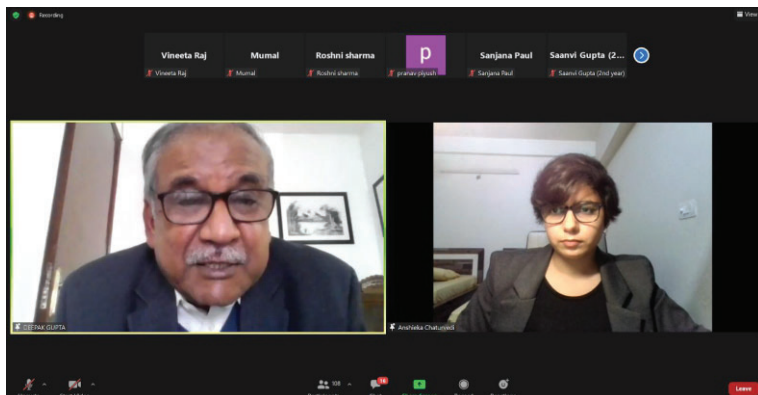 Recording
View
Vineeta Raj
Mumal
Roshni sharma
p
Sanjana Paul
Saanvi Gupta (2...
Vineeta Raj
Mumal
Roshni sharma
pranav piyush
Sanjana Paul
Saanvi Gupta (2nd year)
DEEPAK GUPTA
Anshieka Chaturvedi
108
16
Leave